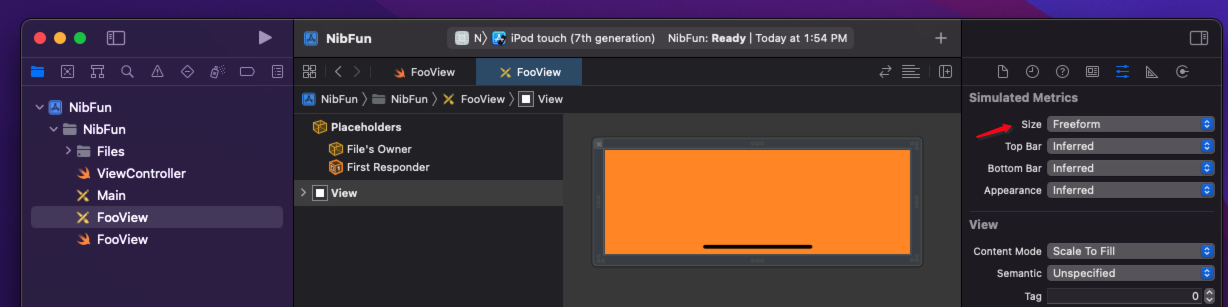 NibFun
N〉 iPod touch (7th generation) NibFun: Ready | Today at 1:54 PM
FooView
FooView
NibFun
NibFun
Files
ViewController
Main
FooView
FooView
NibFun 〉 NibFun 〉 FooView 〉 View
Placeholders
File's Owner
First Responder
View
Simulated Metrics
Size Freeform
Top Bar Inferred
Bottom Bar Inferred
Appearance Inferred
View
Content Mode Scale To Fill
Semantic Unspecified
Tag 0